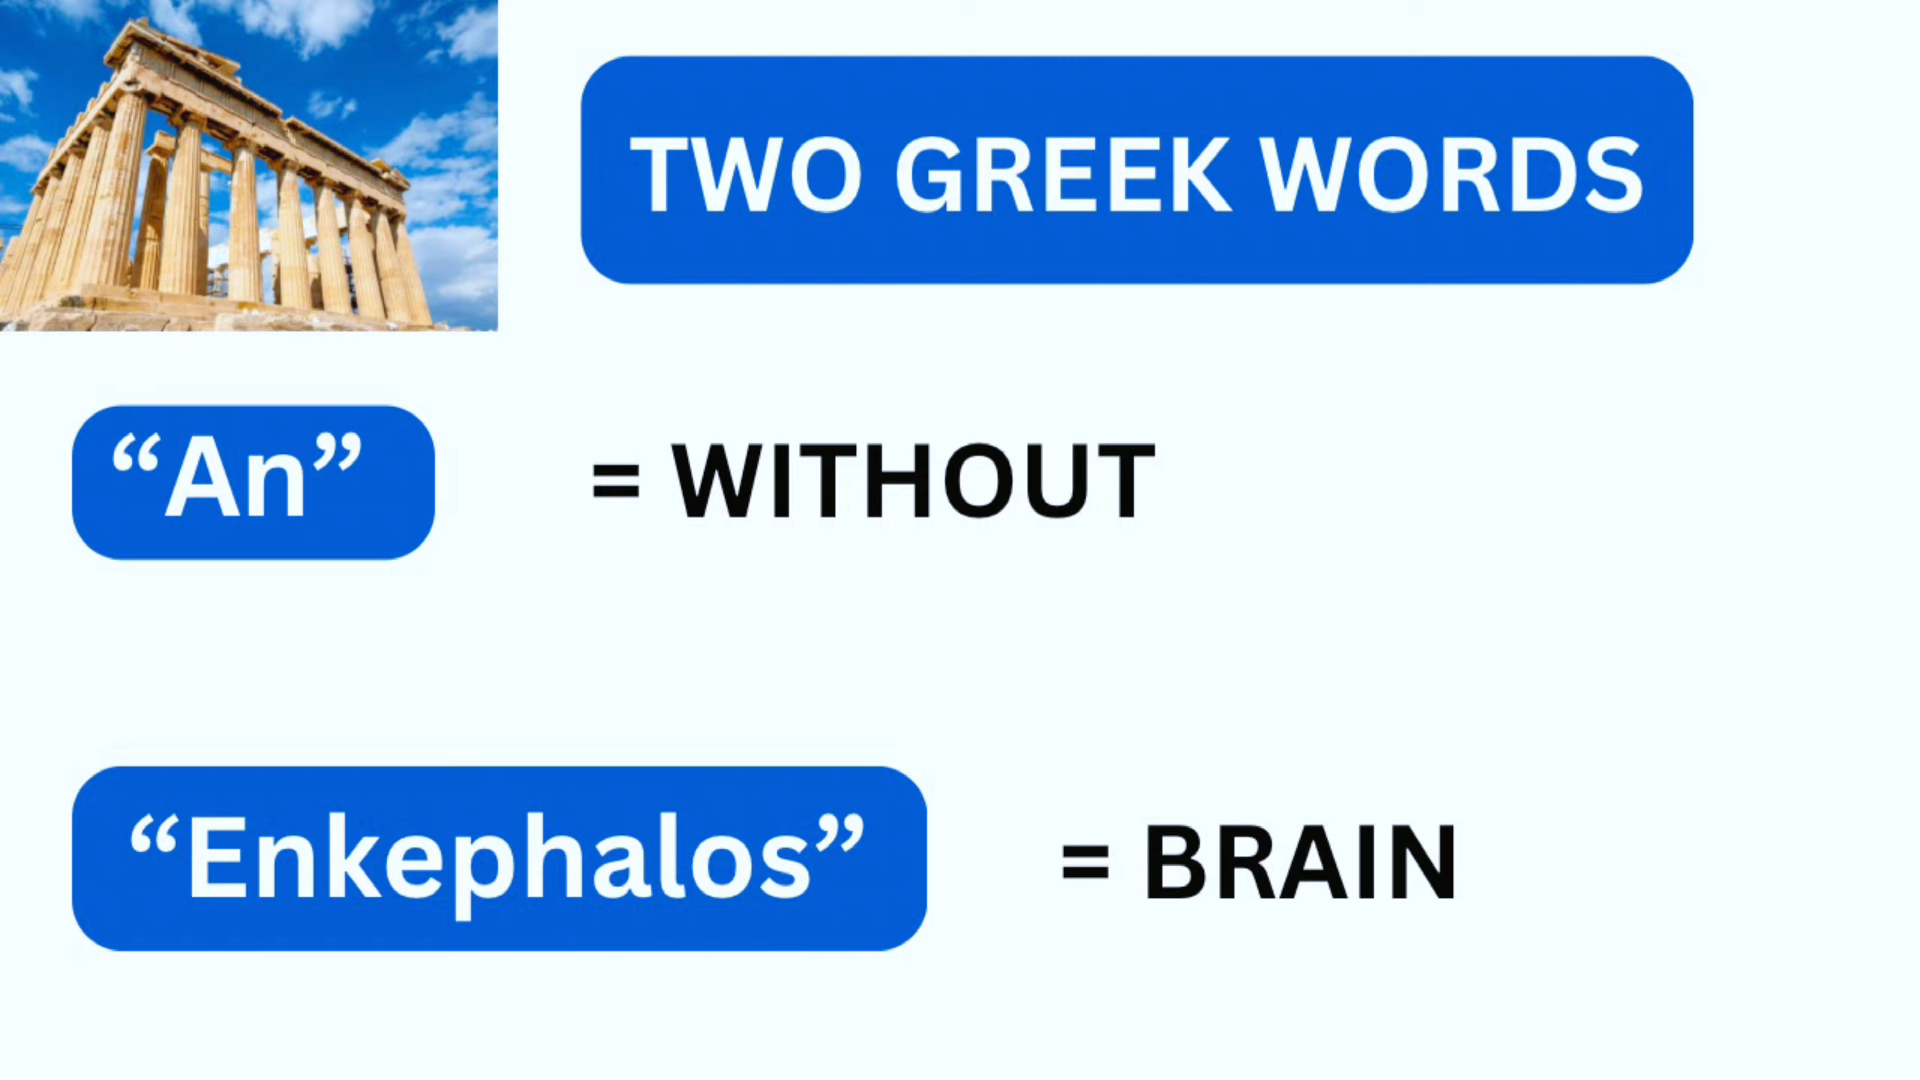 TWO GREEK WORDS
“An” = WITHOUT
“Enkephalos” = BRAIN